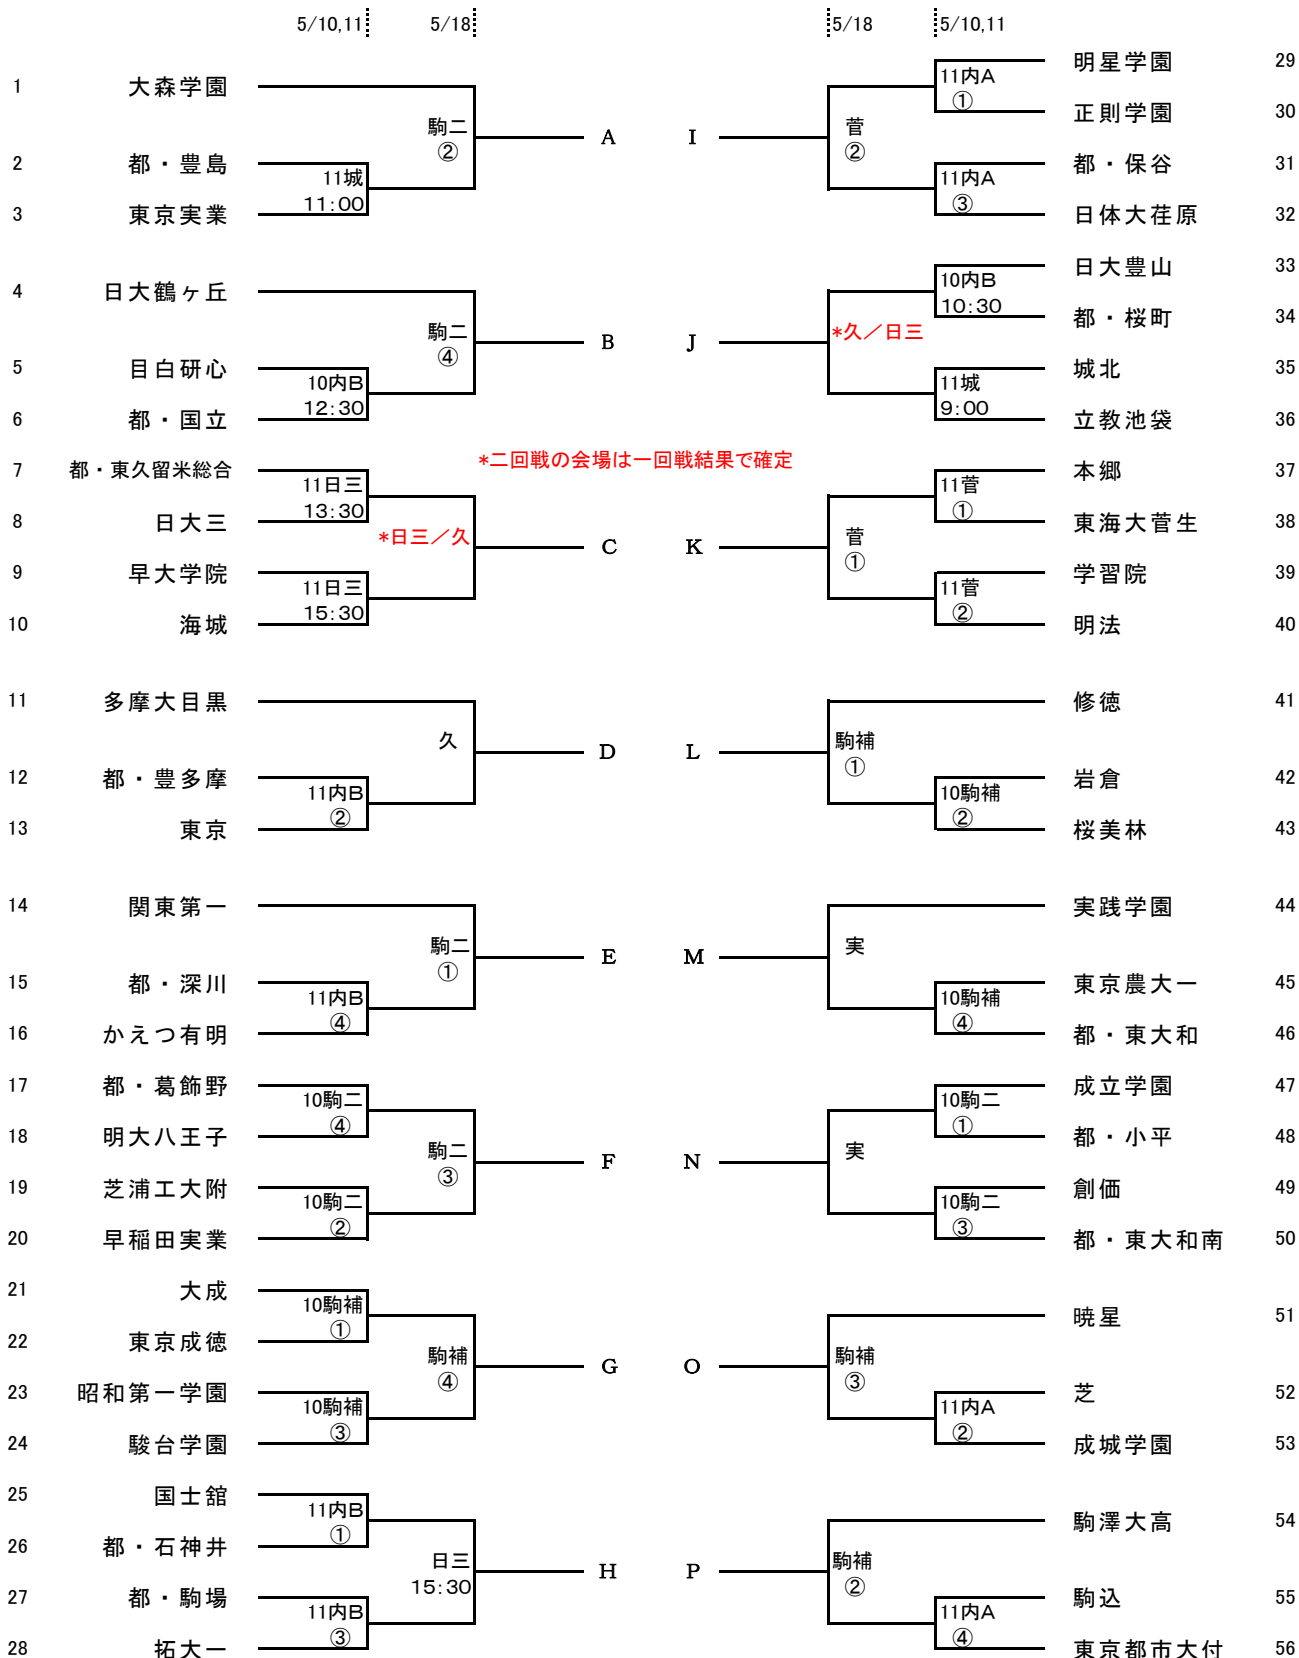 5/10,11 5/18 5/18 5/10,11
明星学園 29
1 大森学園 11内A
①
正則学園 30
駒二 菅
② A I ②
2 都・豊島 都・保谷 31
11城 11内A
11:00 ③
3 東京実業 日体大荏原 32
日大豊山 33
4 日大鶴ヶ丘 10内B
10:30
都・桜町 34
駒二 *久／日三
④ B J
5 目白研心 城北 35
10内B 11城
12:30 9:00
6 都・国立 立教池袋 36
*二回戦の会場は一回戦結果で確定
7 都・東久留米総合 本郷 37
11日三 11菅
13:30 ①
8 日大三 東海大菅生 38
*日三／久 菅
C K ①
9 早大学院 学習院 39
11日三 11菅
15:30 ②
10 海城 明法 40
11 多摩大目黒 修徳 41
久 駒補
D L ①
12 都・豊多摩 岩倉 42
11内B 10駒補
② ②
13 東京 桜美林 43
14 関東第一 実践学園 44
駒二 実
① E M
15 都・深川 東京農大一 45
11内B 10駒補
④ ④
16 かえつ有明 都・東大和 46
17 都・葛飾野 成立学園 47
10駒二 10駒二
④ ①
18 明大八王子 都・小平 48
駒二 実
③ F N
19 芝浦工大附 創価 49
10駒二 10駒二
② ③
20 早稲田実業 都・東大和南 50
21 大成
10駒補
① 暁星 51
22 東京成徳
駒補 駒補
④ G O ③
23 昭和第一学園 芝 52
10駒補 11内A
③ ②
24 駿台学園 成城学園 53
25 国士舘
11内B
① 駒澤大高 54
26 都・石神井
日三 駒補
15:30 H P ②
27 都・駒場 駒込 55
11内B 11内A
③ ④
28 拓大一 東京都市大付 56